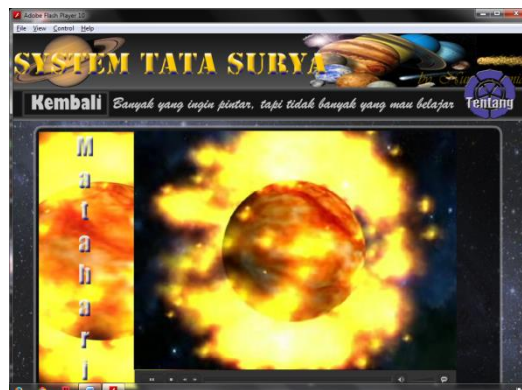 Adobe Flash Player 10
File View Control Help
SYSTEM TATA SURYA
Kembali
Banyak yang ingin pintar, tapi tidak banyak yang mau belajar
Tentang
Matahari